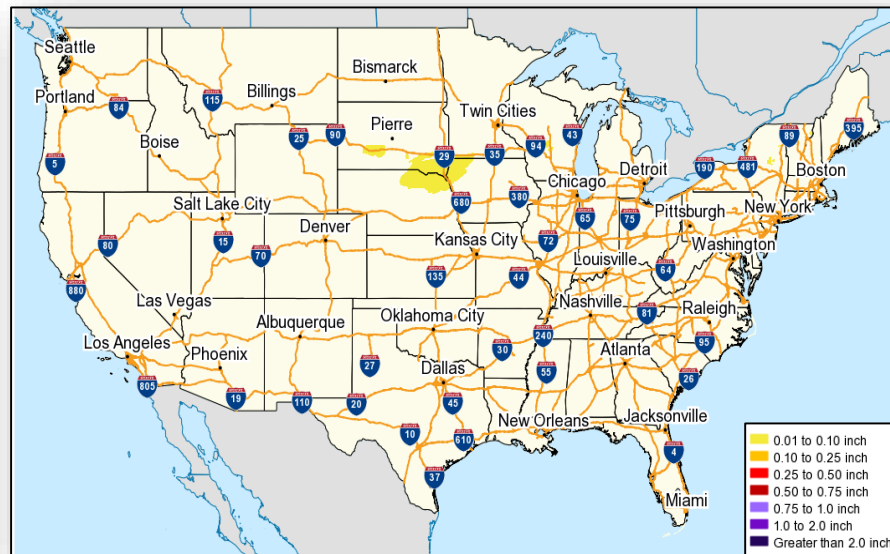 Seattle
Portland
84
115
Billings
Bismarck
Twin Cities
43
89
395
Boise
25
90
Pierre
29
35
94
190
481
5
Detroit
Boston
Chicago
380
680
Salt Lake City
65
75
Pittsburgh
New York
80
15
Denver
70
Kansas City
72
Washington
Louisville
64
880
135
44
Las Vegas
Nashville
81
Raleigh
Albuquerque
Oklahoma City
240
95
Los Angeles
Phoenix
27
30
Atlanta
Dallas
55
26
805
19
110
20
45
Jacksonville
New Orleans
10
610
4
37
Miami
0.01 to 0.10 inch
0.10 to 0.25 inch
0.25 to 0.50 inch
0.50 to 0.75 inch
0.75 to 1.0 inch
1.0 to 2.0 inch
Greater than 2.0 inch